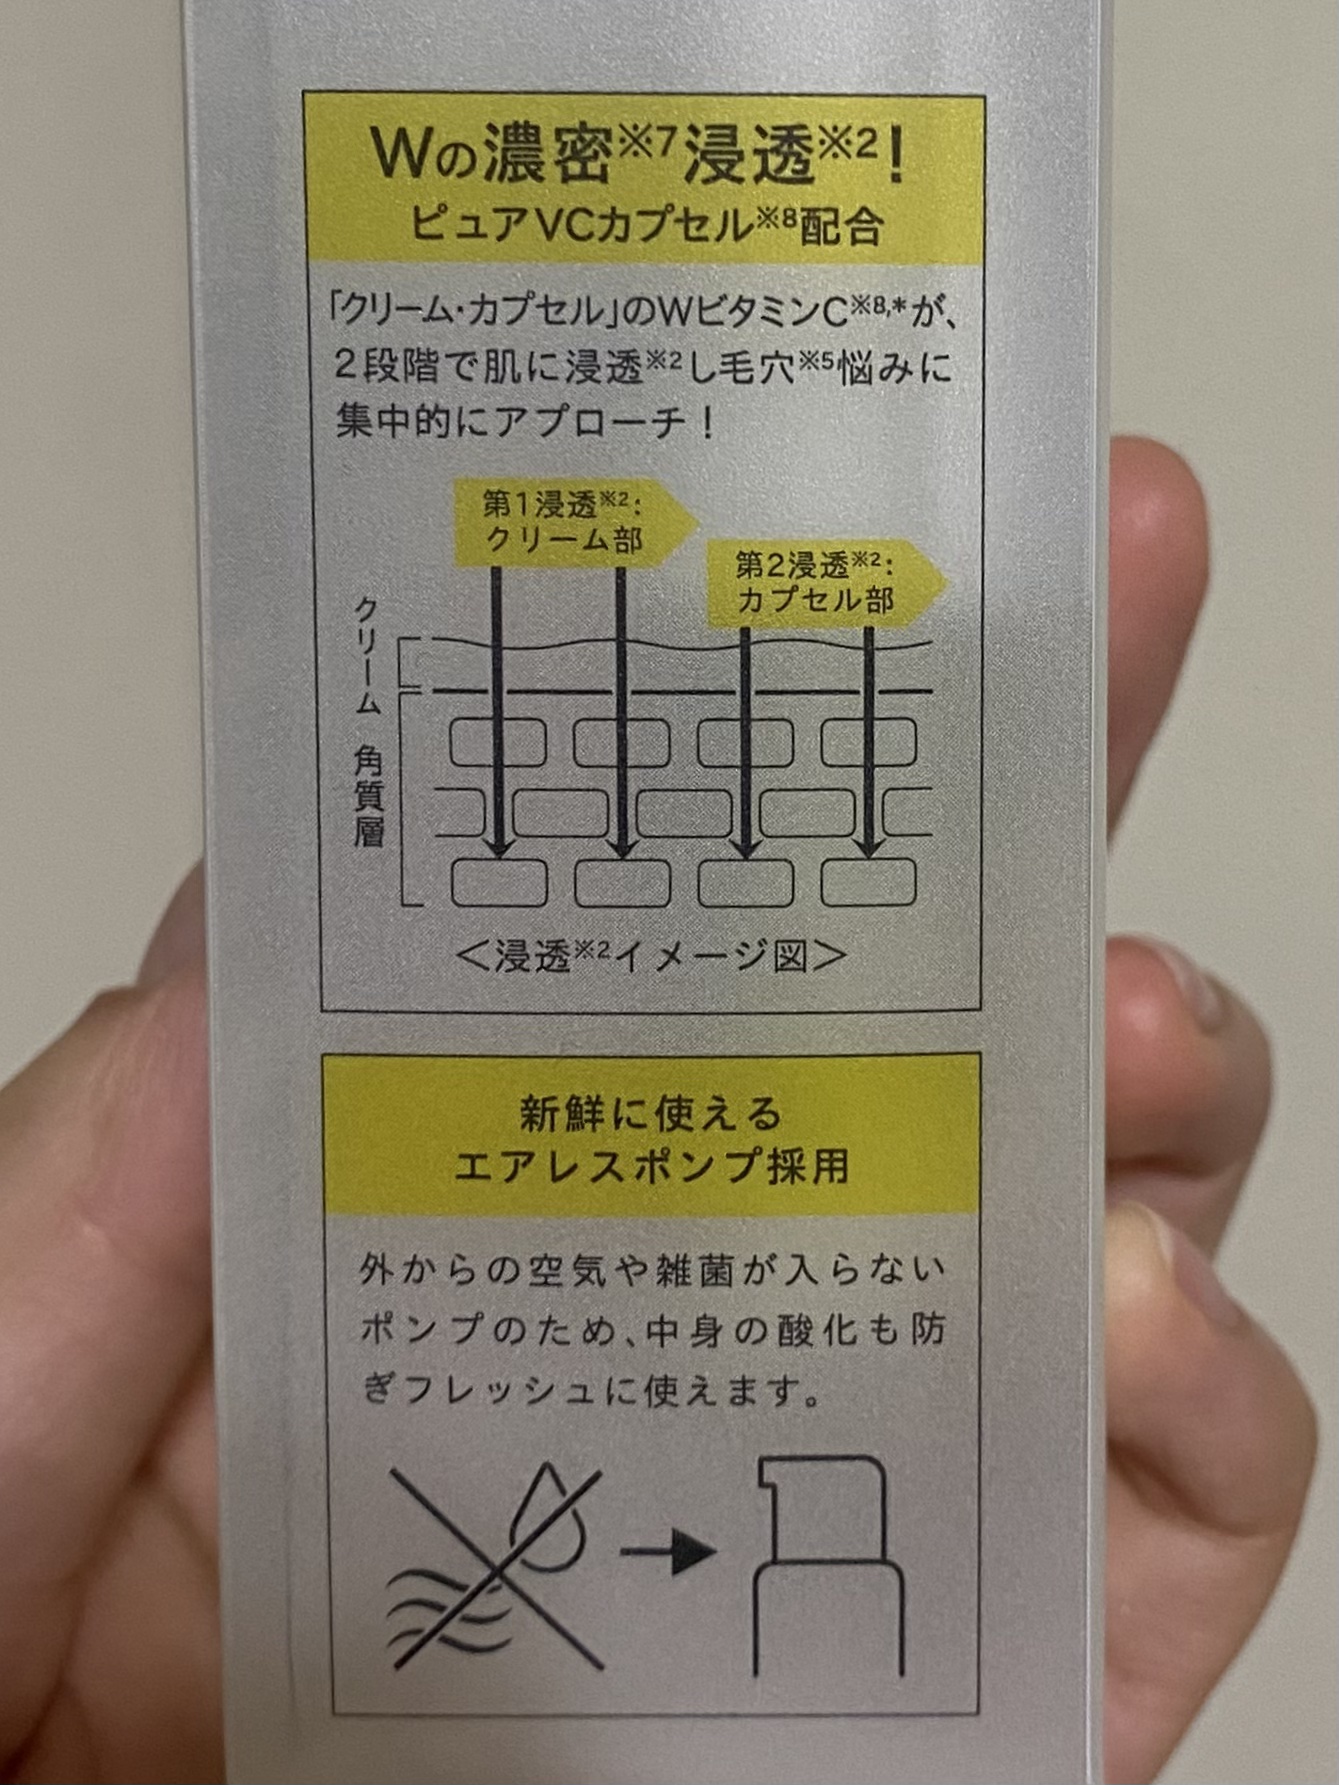 Wの濃密※7浸透※2！
ピュアVCカプセル※8配合
「クリーム・カプセル」のWビタミンC※8,*が、
2段階で肌に浸透※2し毛穴※5悩みに
集中的にアプローチ！
第1浸透※2：
クリーム部
第2浸透※2：
カプセル部
クリーム
角質層
＜浸透※2イメージ図＞
新鮮に使える
エアレスポンプ採用
外からの空気や雑菌が入らない
ポンプのため、中身の酸化も防
ぎフレッシュに使えます。